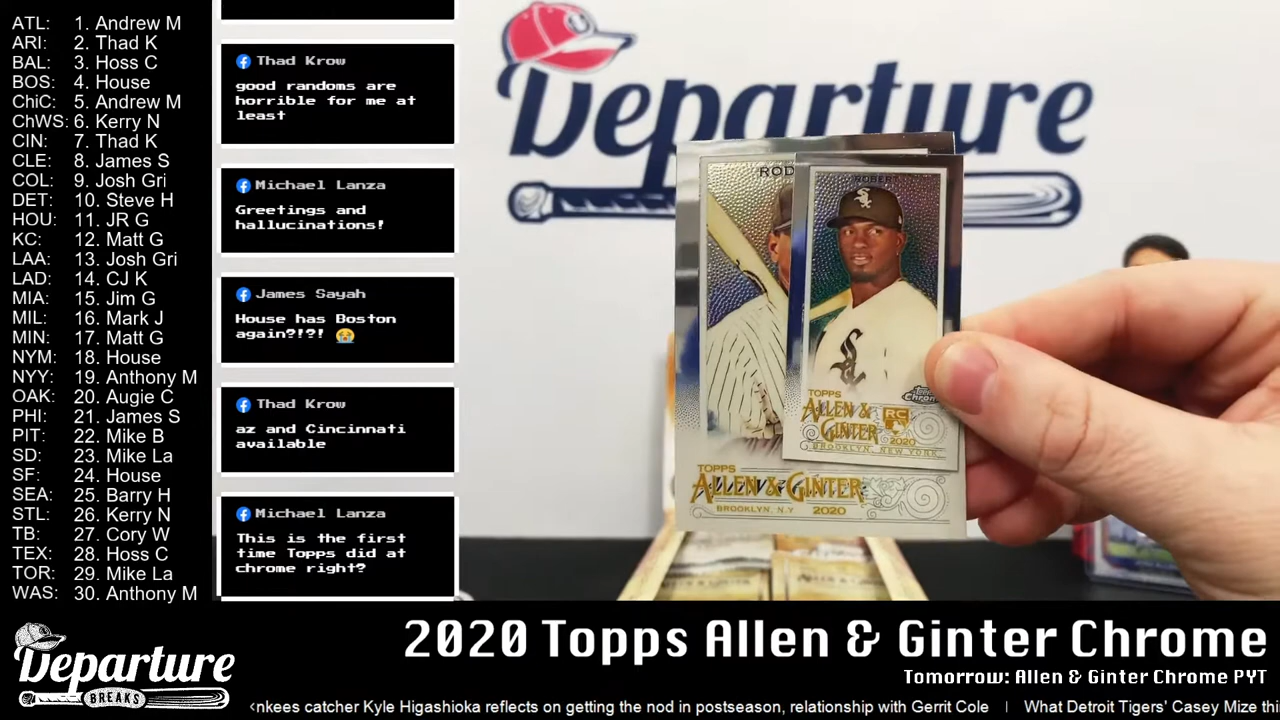 ATL: 1. Andrew M
ARI: 2. Thad K
BAL: 3. Hoss C
BOS: 4. House
ChiC: 5. Andrew M
ChWS: 6. Kerry N
CIN: 7. Thad K
CLE: 8. James S
COL: 9. Josh Gri
DET: 10. Steve H
HOU: 11. JR G
KC: 12. Matt G
LAA: 13. Josh Gri
LAD: 14. CJ K
MIA: 15. Jim G
MIL: 16. Mark J
MIN: 17. Matt G
NYM: 18. House
NYY: 19. Anthony M
OAK: 20. Augie C
PHI: 21. James S
PIT: 22. Mike B
SD: 23. Mike La
SF: 24. House
SEA: 25. Barry H
STL: 26. Kerry N
TB: 27. Cory W
TEX: 28. Hoss C
TOR: 29. Mike La
WAS: 30. Anthony M
Thad Krow
good randoms are
horrible for me at
least
Michael Lanza
Greetings and
hallucinations!
James Sayah
House has Boston
again?!?! 😭
Thad Krow
az and Cincinnati
available
Michael Lanza
This is the first
time Topps did at
chrome right?
Departure
ROD
ROBERT
TOPPS
ALLEN &
GINTER
2020
RC
Topps
Chrome
BROOKLYN, NEW YORK
TOPPS
ALLEN & GINTER
BROOKLYN, N.Y 2020
2020 Topps Allen & Ginter Chrome
Tomorrow: Allen & Ginter Chrome PYT
Departure
BREAKS
nkees catcher Kyle Higashioka reflects on getting the nod in postseason, relationship with Gerrit Cole | What Detroit Tigers' Casey Mize thi